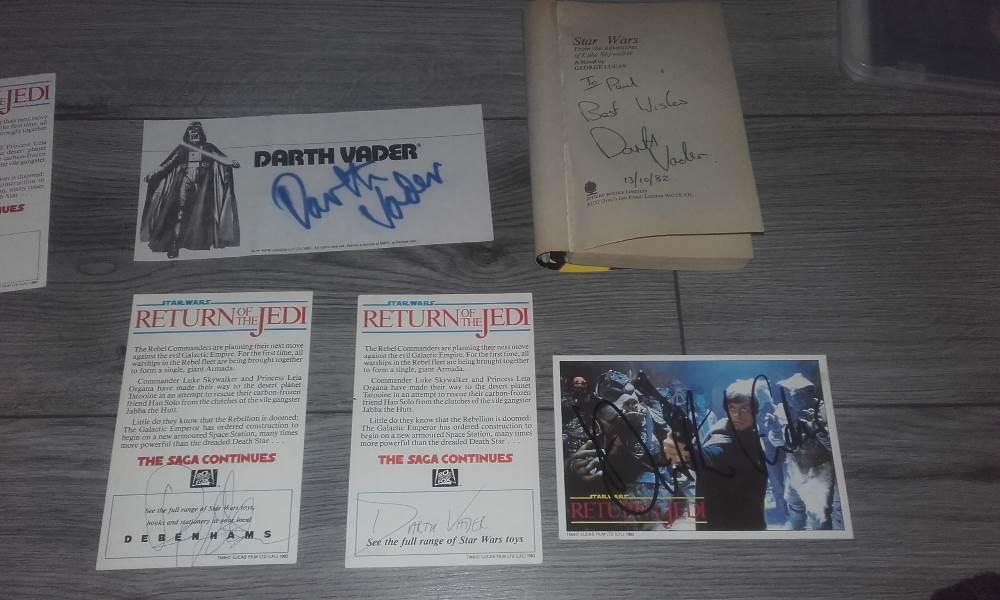 JEDI
UES
DARTH VADER
Darth
Vader
Star Wars
From the Adventures
of Luke Skywalker
A Novel by
GEORGE LUCAS
To Paul
Best Wishes
Darth
Vader
13/10/82
STAR WARS
RETURN OF THE JEDI
The Rebel Commanders are planning their next move
against the evil Galactic Empire. For the first time, all
warships in the Rebel fleet are being brought together
to form a single, giant Armada.
Commander Luke Skywalker and Princess Leia
Organa have made their way to the desert planet
Tatooine in an attempt to rescue their carbon-frozen
friend Han Solo from the clutches of the vile gangster
Jabba the Hutt.
Little do they know that the Rebellion is doomed:
The Galactic Emperor has ordered construction to
begin on a new armoured Space Station, many times
more powerful than the dreaded Death Star . . .
THE SAGA CONTINUES
See the full range of Star Wars toys,
books and stationery at your local
DEBENHAMS
STAR WARS
RETURN OF THE JEDI
The Rebel Commanders are planning their next move
against the evil Galactic Empire. For the first time, all
warships in the Rebel fleet are being brought together
to form a single, giant Armada.
Commander Luke Skywalker and Princess Leia
Organa have made their way to the desert planet
Tatooine in an attempt to rescue their carbon-frozen
friend Han Solo from the clutches of the vile gangster
Jabba the Hutt.
Little do they know that the Rebellion is doomed:
The Galactic Emperor has ordered construction to
begin on a new armoured Space Station, many times
more powerful than the dreaded Death Star . . .
THE SAGA CONTINUES
DARTH VADER
See the full range of Star Wars toys
STAR WARS
RETURN OF THE JEDI